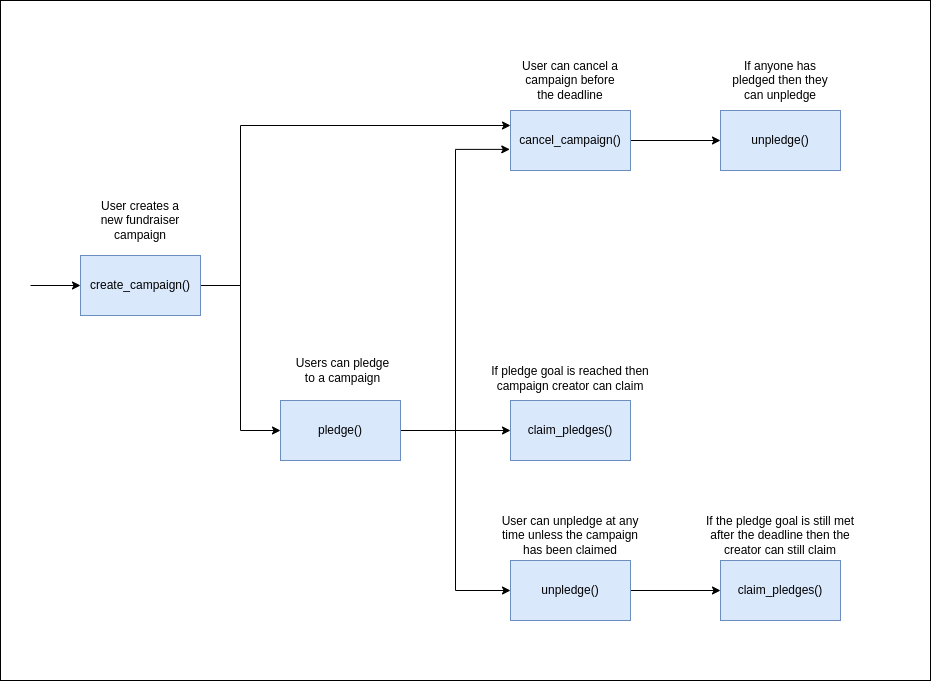 User can cancel a
campaign before
the deadline
If anyone has
pledged then they
can unpledge
cancel_campaign()
unpledge()
User creates a
new fundraiser
campaign
create_campaign()
Users can pledge
to a campaign
pledge()
If pledge goal is reached then
campaign creator can claim
claim_pledges()
User can unpledge at any
time unless the campaign
has been claimed
unpledge()
If the pledge goal is still met
after the deadline then the
creator can still claim
claim_pledges()